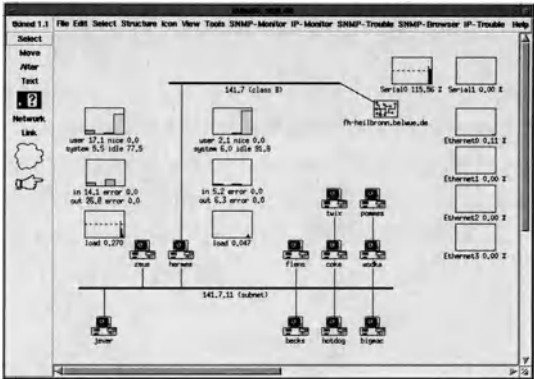 tkined 1.1 File Edit Select Structure Icon View Tools SNMP-Monitor IP-Monitor SNMP-Trouble SNMP-Browser IP-Trouble Help
Select
Move
Alter
Text
?
Network
Link
141.7 (class B)
Serial0 115,56 % Serial1 0,00 %
fh-heilbronn.belwue.de
user 17,1 nice 0,0
system 5,5 idle 77,5
user 2,1 nice 0,0
system 6,0 idle 91,9
Ethernet0 0,11 %
in 14,1 error 0,0
out 26,8 error 0,0
in 5,2 error 0,0
out 6,3 error 0,0
Ethernet1 0,00 %
twix pommes
Ethernet2 0,00 %
load 0,270
load 0,047
Ethernet3 0,00 %
zeus hermes flens coke wodka
141.7.11 (subnet)
jever becks hotdog bigmac